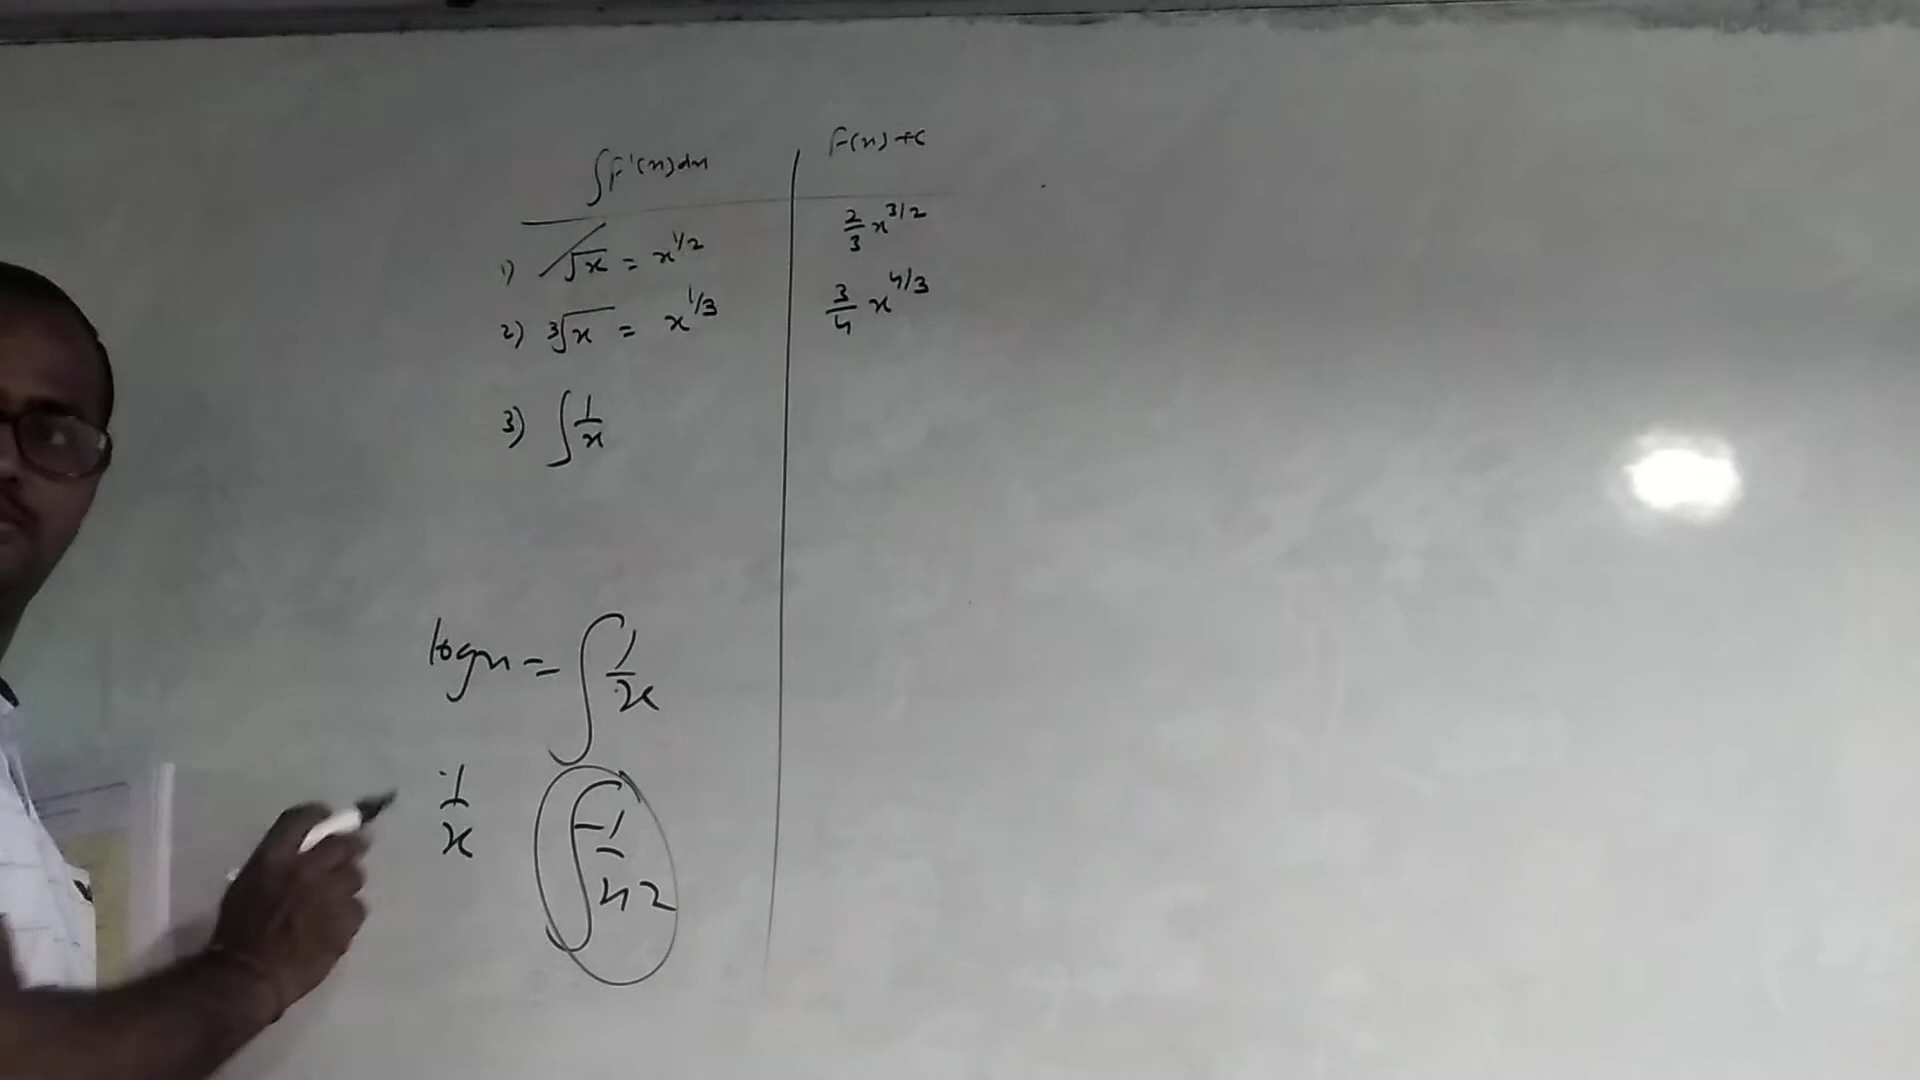 ∫F'(x)dx | F(x)+c
1) √x = x^1/2 | 2/3 x^3/2
2) ³√x = x^1/3 | 3/4 x^4/3
3) ∫1/x
log x = ∫1/x
1/x ∫-1/x2